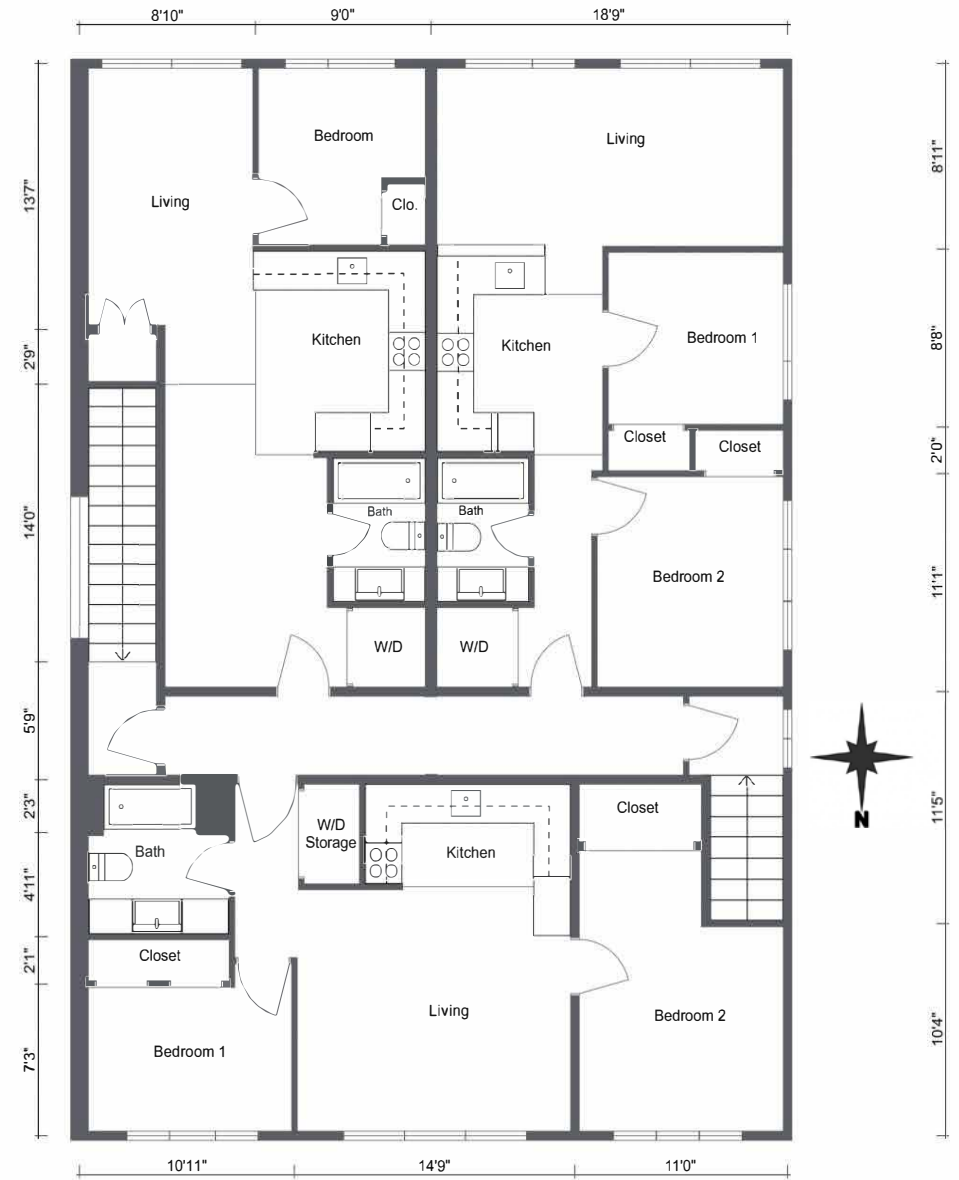 8'10"
9'0"
18'9"
13'7"
2'9"
14'0"
5'9"
2'3"
4'11"
2'1"
7'3"
8'11"
8'8"
2'0"
11'1"
11'5"
10'4"
Bedroom
Living
Living
Clo.
Kitchen
Kitchen
Bedroom 1
Closet
Closet
Bath
Bath
Bedroom 2
W/D
W/D
N
W/D
Storage
Closet
Bath
Kitchen
Closet
Living
Bedroom 2
Bedroom 1
10'11"
14'9"
11'0"